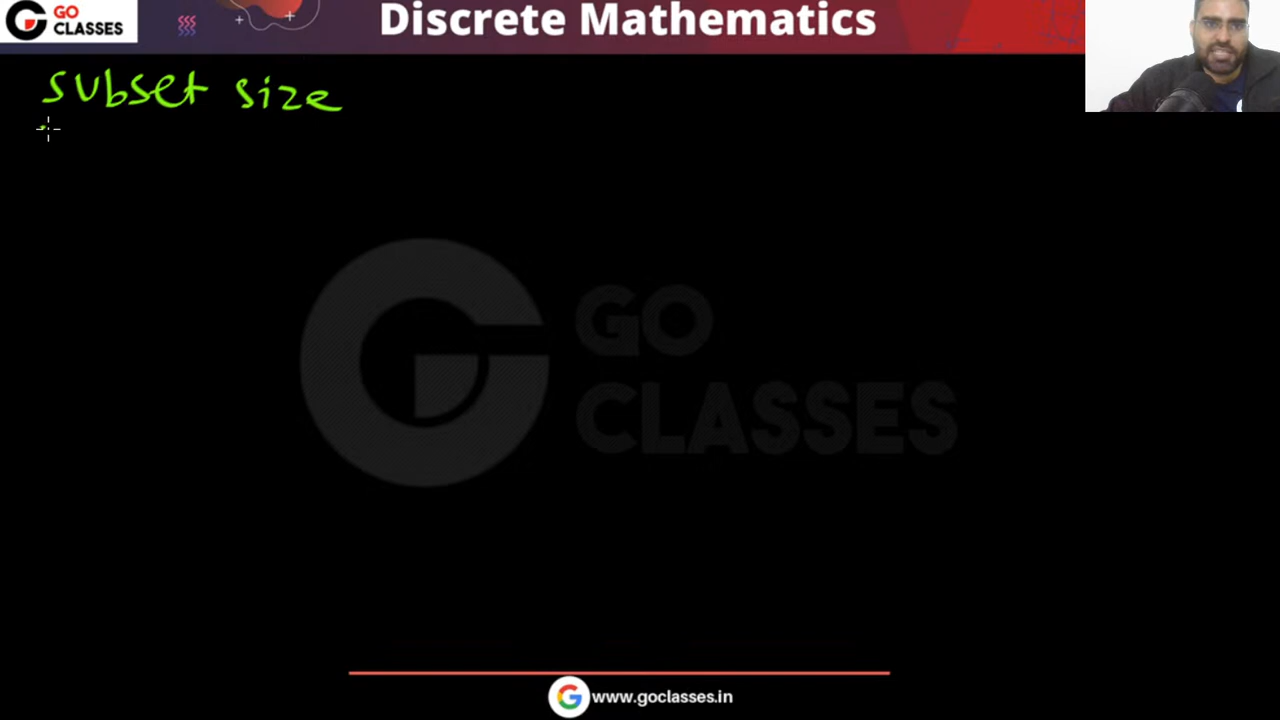 GO
CLASSES
Discrete Mathematics
subset size
GO
CLASSES
www.goclasses.in